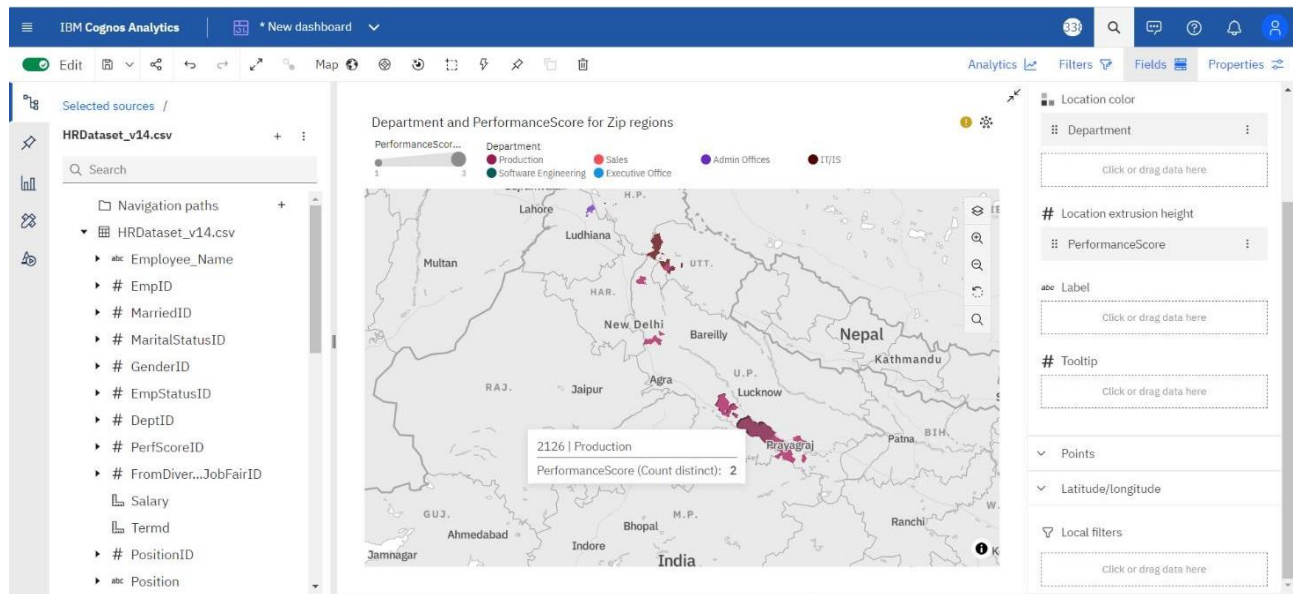 IBM Cognos Analytics
* New dashboard
Edit
Map
Analytics
Filters
Fields
Properties
Selected sources /
HRDataset_v14.csv
Search
Navigation paths
HRDataset_v14.csv
abc Employee_Name
# EmpID
# MarriedID
# MaritalStatusID
# GenderID
# EmpStatusID
# DeptID
# PerfScoreID
# FromDiver...JobFairID
Salary
Termd
# PositionID
abc Position
Department and PerformanceScore for Zip regions
PerformanceScor...
1 3
Department
Production Sales Admin Offices IT/IS
Software Engineering Executive Office
H.P.
Lahore
Ludhiana
Multan
UTT.
HAR.
New Delhi
Bareilly
Nepal
Kathmandu
U.P.
RAJ.
Jaipur
Agra
Lucknow
2126 | Production
PerformanceScore (Count distinct): 2
Prayagraj
Patna
BIH.
GUJ.
M.P.
W.
Ahmedabad
Bhopal
Ranchi
Jamnagar
Indore
India
Location color
Department
Click or drag data here
# Location extrusion height
PerformanceScore
abc Label
Click or drag data here
# Tooltip
Click or drag data here
Points
Latitude/longitude
Local filters
Click or drag data here